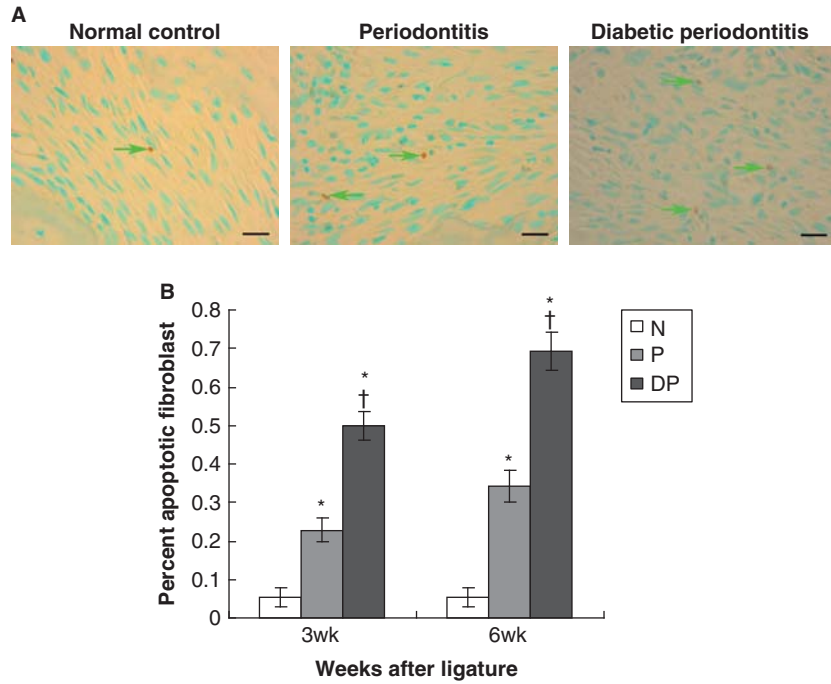 A
Normal control
Periodontitis
Diabetic periodontitis
B
Percent apoptotic fibroblast
0.8
0.7
0.6
0.5
0.4
0.3
0.2
0.1
0
*
*
†
*
*
†
3wk
6wk
Weeks after ligature
N
P
DP